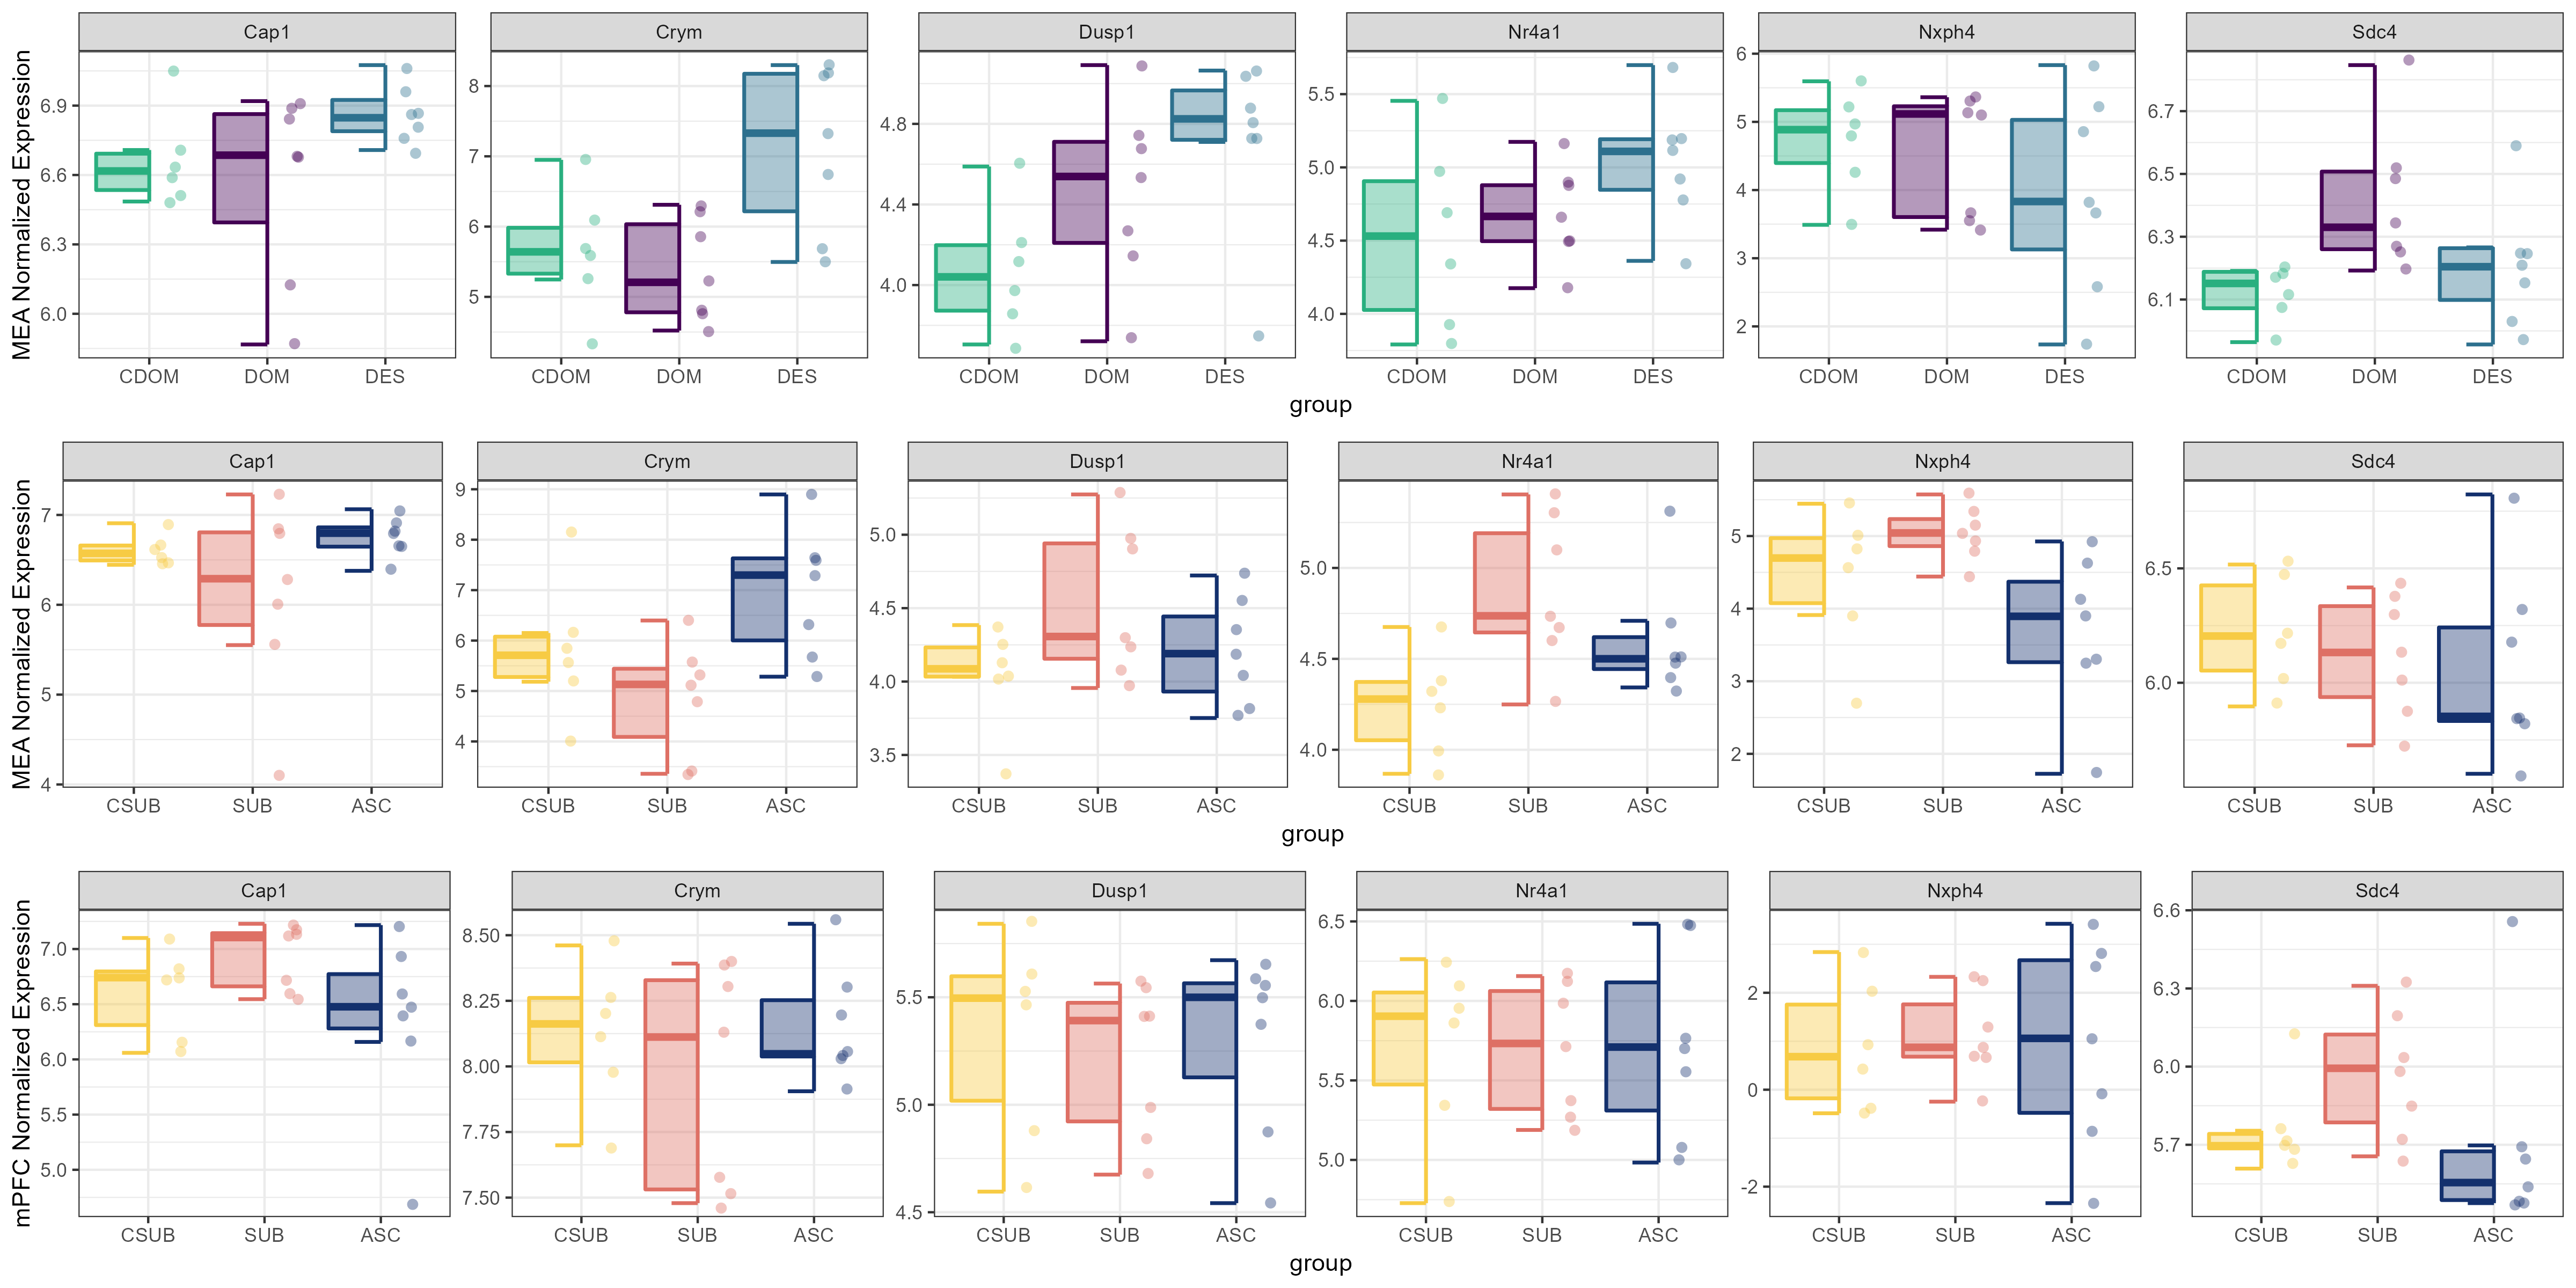 Cap1 Crym Dusp1 Nr4a1 Nxph4 Sdc4
MEA Normalized Expression
6.9 6.6 6.3 6.0
8 7 6 5
4.8 4.4 4.0
5.5 5.0 4.5 4.0
6 5 4 3 2
6.7 6.5 6.3 6.1
CDOM DOM DES CDOM DOM DES CDOM DOM DES CDOM DOM DES CDOM DOM DES CDOM DOM DES
group
Cap1 Crym Dusp1 Nr4a1 Nxph4 Sdc4
MEA Normalized Expression
7 6 5 4
9 8 7 6 5 4
5.0 4.5 4.0 3.5
5.0 4.5 4.0
5 4 3 2
6.5 6.0
CSUB SUB ASC CSUB SUB ASC CSUB SUB ASC CSUB SUB ASC CSUB SUB ASC CSUB SUB ASC
group
Cap1 Crym Dusp1 Nr4a1 Nxph4 Sdc4
mPFC Normalized Expression
7.0 6.5 6.0 5.5 5.0
8.50 8.25 8.00 7.75 7.50
5.5 5.0 4.5
6.5 6.0 5.5 5.0
2 0 -2
6.6 6.3 6.0 5.7
CSUB SUB ASC CSUB SUB ASC CSUB SUB ASC CSUB SUB ASC CSUB SUB ASC CSUB SUB ASC
group